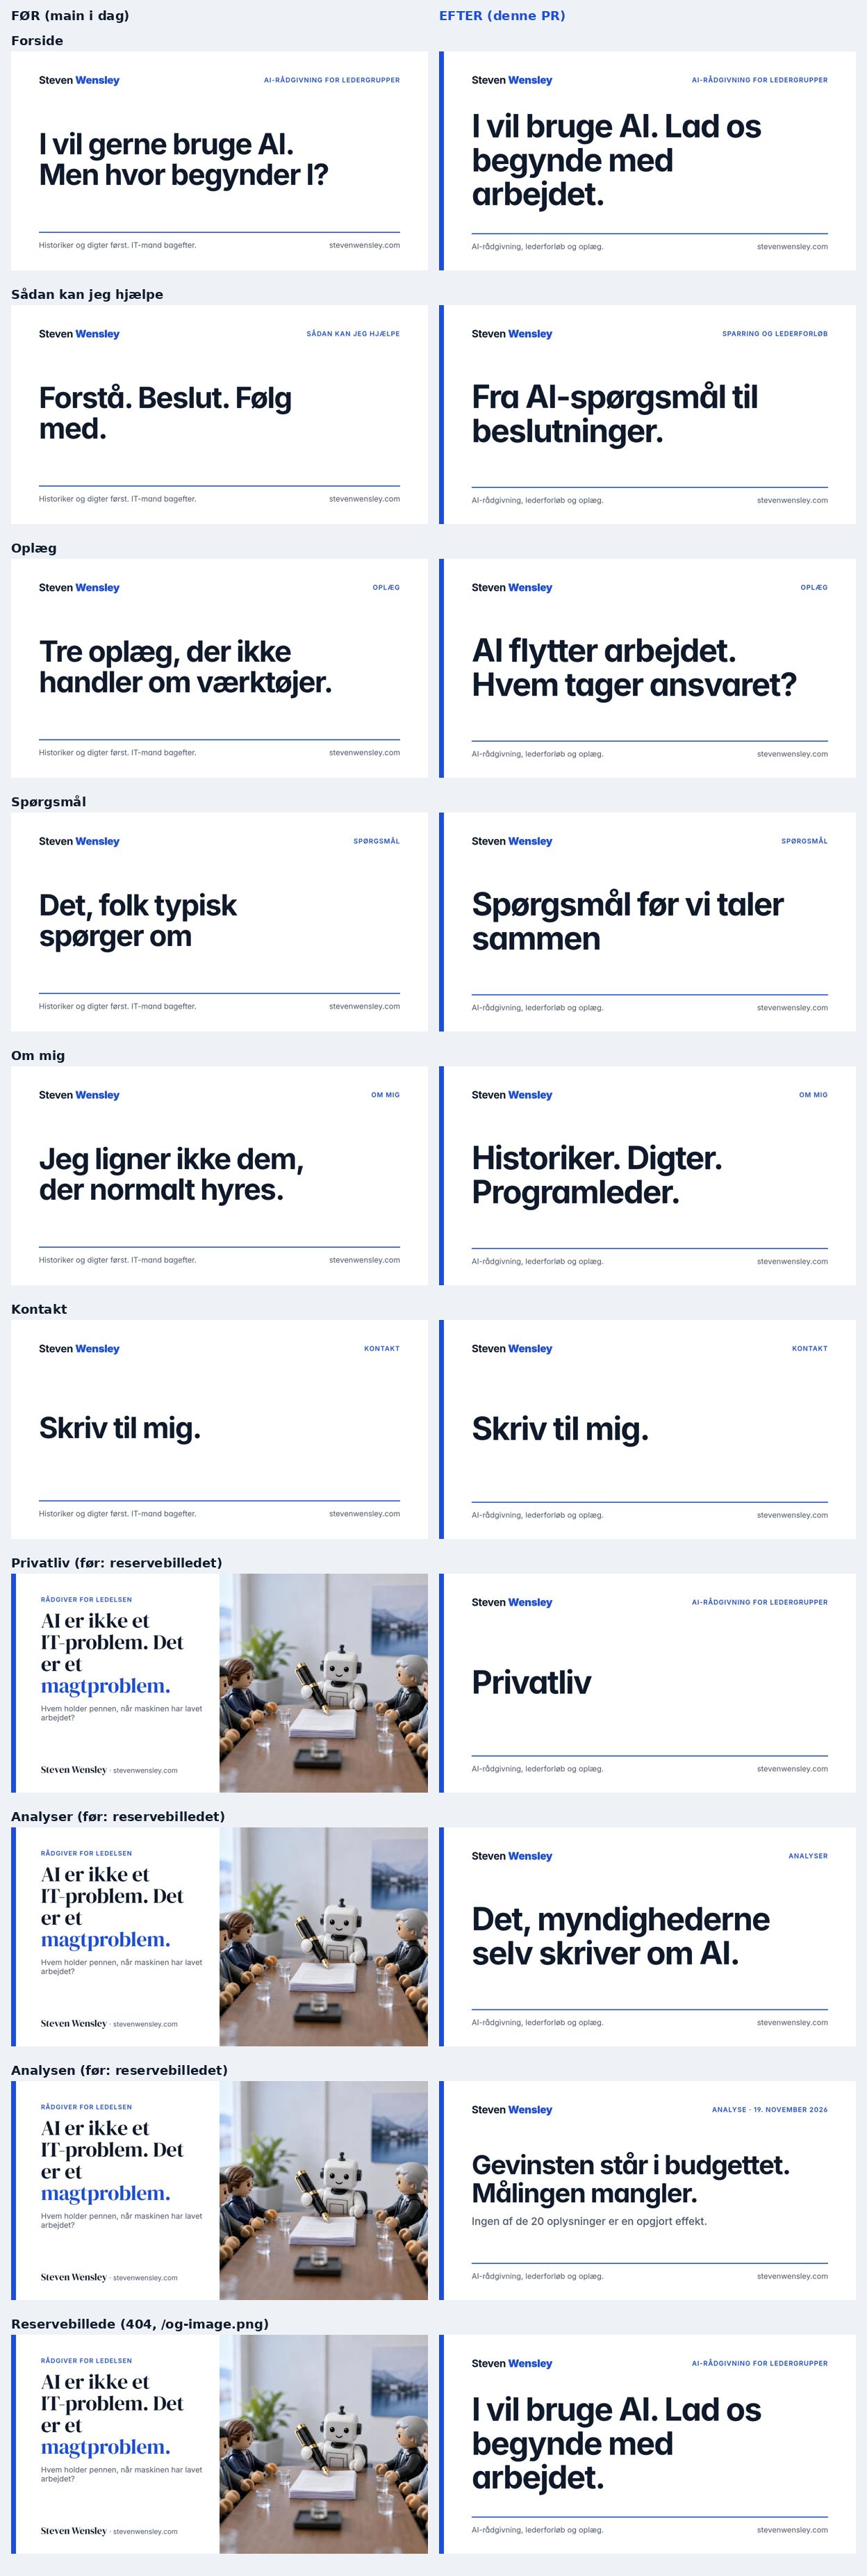 FØR (main i dag)
EFTER (denne PR)
Forside
Steven Wensley
AI-RÅDGIVNING FOR LEDERGRUPPER
I vil gerne bruge AI.
Men hvor begynder I?
Historiker og digter først. IT-mand bagefter.
stevenwensley.com
Steven Wensley
AI-RÅDGIVNING FOR LEDERGRUPPER
I vil bruge AI. Lad os
begynde med
arbejdet.
AI-rådgivning, lederforløb og oplæg.
stevenwensley.com
Sådan kan jeg hjælpe
Steven Wensley
SÅDAN KAN JEG HJÆLPE
Forstå. Beslut. Følg
med.
Historiker og digter først. IT-mand bagefter.
stevenwensley.com
Steven Wensley
SPARRING OG LEDERFORLØB
Fra AI-spørgsmål til
beslutninger.
AI-rådgivning, lederforløb og oplæg.
stevenwensley.com
Oplæg
Steven Wensley
OPLÆG
Tre oplæg, der ikke
handler om værktøjer.
Historiker og digter først. IT-mand bagefter.
stevenwensley.com
Steven Wensley
OPLÆG
AI flytter arbejdet.
Hvem tager ansvaret?
AI-rådgivning, lederforløb og oplæg.
stevenwensley.com
Spørgsmål
Steven Wensley
SPØRGSMÅL
Det, folk typisk
spørger om
Historiker og digter først. IT-mand bagefter.
stevenwensley.com
Steven Wensley
SPØRGSMÅL
Spørgsmål før vi taler
sammen
AI-rådgivning, lederforløb og oplæg.
stevenwensley.com
Om mig
Steven Wensley
OM MIG
Jeg ligner ikke dem,
der normalt hyres.
Historiker og digter først. IT-mand bagefter.
stevenwensley.com
Steven Wensley
OM MIG
Historiker. Digter.
Programleder.
AI-rådgivning, lederforløb og oplæg.
stevenwensley.com
Kontakt
Steven Wensley
KONTAKT
Skriv til mig.
Historiker og digter først. IT-mand bagefter.
stevenwensley.com
Steven Wensley
KONTAKT
Skriv til mig.
AI-rådgivning, lederforløb og oplæg.
stevenwensley.com
Privatliv (før: reservebilledet)
RÅDGIVER FOR LEDELSEN
AI er ikke et
IT-problem. Det
er et
magtproblem.
Hvem holder pennen, når maskinen har lavet
arbejdet?
Steven Wensley · stevenwensley.com
Steven Wensley
AI-RÅDGIVNING FOR LEDERGRUPPER
Privatliv
AI-rådgivning, lederforløb og oplæg.
stevenwensley.com
Analyser (før: reservebilledet)
RÅDGIVER FOR LEDELSEN
AI er ikke et
IT-problem. Det
er et
magtproblem.
Hvem holder pennen, når maskinen har lavet
arbejdet?
Steven Wensley · stevenwensley.com
Steven Wensley
ANALYSER
Det, myndighederne
selv skriver om AI.
AI-rådgivning, lederforløb og oplæg.
stevenwensley.com
Analysen (før: reservebilledet)
RÅDGIVER FOR LEDELSEN
AI er ikke et
IT-problem. Det
er et
magtproblem.
Hvem holder pennen, når maskinen har lavet
arbejdet?
Steven Wensley · stevenwensley.com
Steven Wensley
ANALYSE · 19. NOVEMBER 2026
Gevinsten står i budgettet.
Målingen mangler.
Ingen af de 20 oplysninger er en opgjort effekt.
AI-rådgivning, lederforløb og oplæg.
stevenwensley.com
Reservebillede (404, /og-image.png)
RÅDGIVER FOR LEDELSEN
AI er ikke et
IT-problem. Det
er et
magtproblem.
Hvem holder pennen, når maskinen har lavet
arbejdet?
Steven Wensley · stevenwensley.com
Steven Wensley
AI-RÅDGIVNING FOR LEDERGRUPPER
I vil bruge AI. Lad os
begynde med
arbejdet.
AI-rådgivning, lederforløb og oplæg.
stevenwensley.com